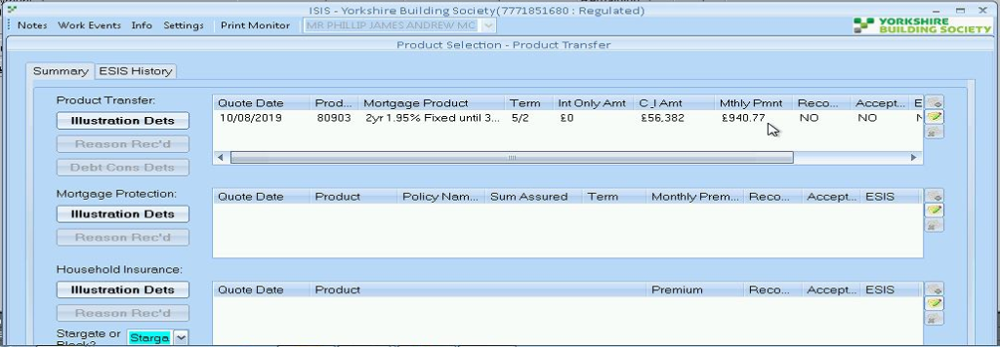 ISIS - Yorkshire Building Society(7771851680 : Regulated)
Notes Work Events Info Settings Print Monitor MR PHILLIP JAMES ANDREW MC
YORKSHIRE
BUILDING SOCIETY
Product Selection - Product Transfer
Summary ESIS History
Product Transfer:
Quote Date Prod... Mortgage Product Term Int Only Amt C_I Amt Mthly Pmnt Reco... Accept... E
Illustration Dets
10/08/2019 80903 2yr 1.95% Fixed until 3... 5/2 £0 £56,382 £940.77 NO NO
Reason Rec'd
Debt Cons Dets
Mortgage Protection:
Quote Date Product Policy Nam... Sum Assured Term Monthly Prem... Reco... Accept... ESIS
Illustration Dets
Reason Rec'd
Household Insurance:
Quote Date Product Premium Reco... Accept... ESIS
Illustration Dets
Reason Rec'd
Stargate or
Starga